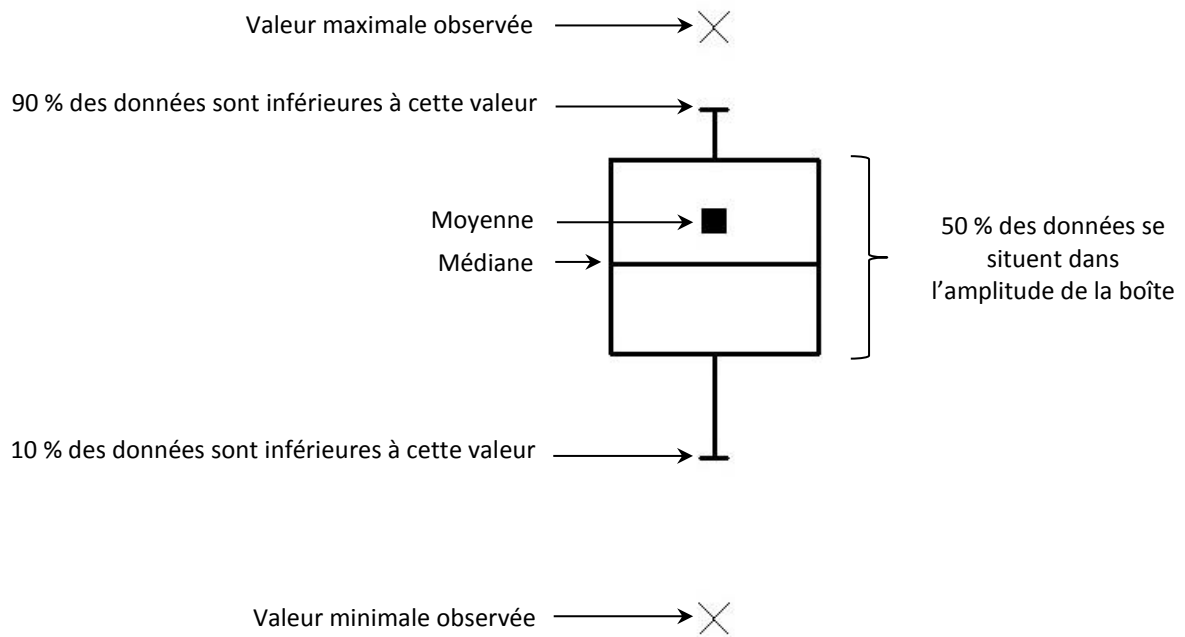 Valeur maximale observée
90 % des données sont inférieures à cette valeur
Moyenne
Médiane
50 % des données se
situent dans
l’amplitude de la boîte
10 % des données sont inférieures à cette valeur
Valeur minimale observée